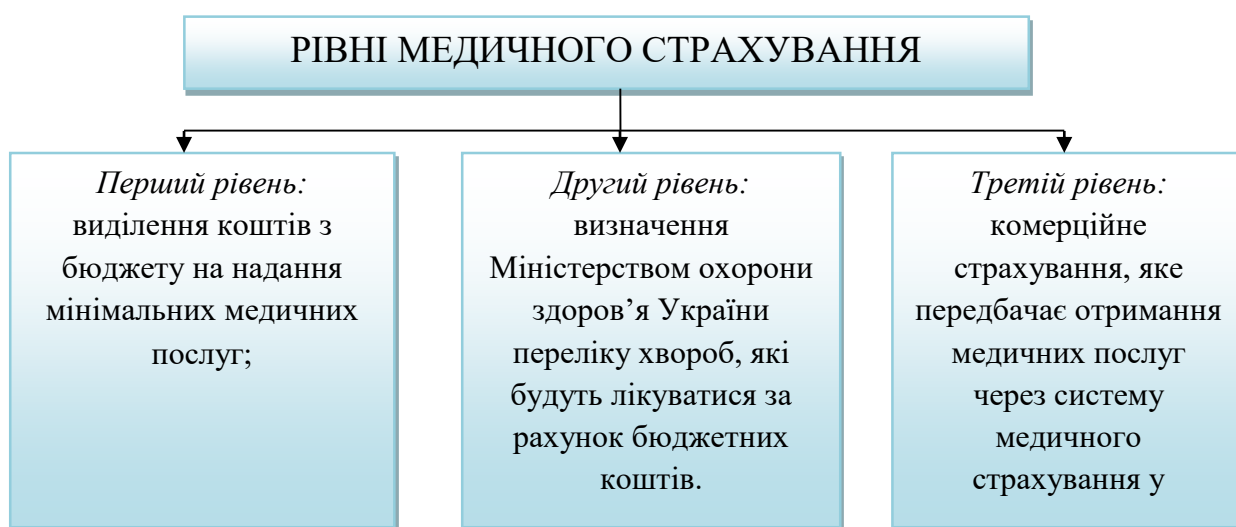 РІВНІ МЕДИЧНОГО СТРАХУВАННЯ
Перший рівень:
виділення коштів з
бюджету на надання
мінімальних медичних
послуг;
Другий рівень:
визначення
Міністерством охорони
здоров’я України
переліку хвороб, які
будуть лікуватися за
рахунок бюджетних
коштів.
Третій рівень:
комерційне
страхування, яке
передбачає отримання
медичних послуг
через систему
медичного
страхування у